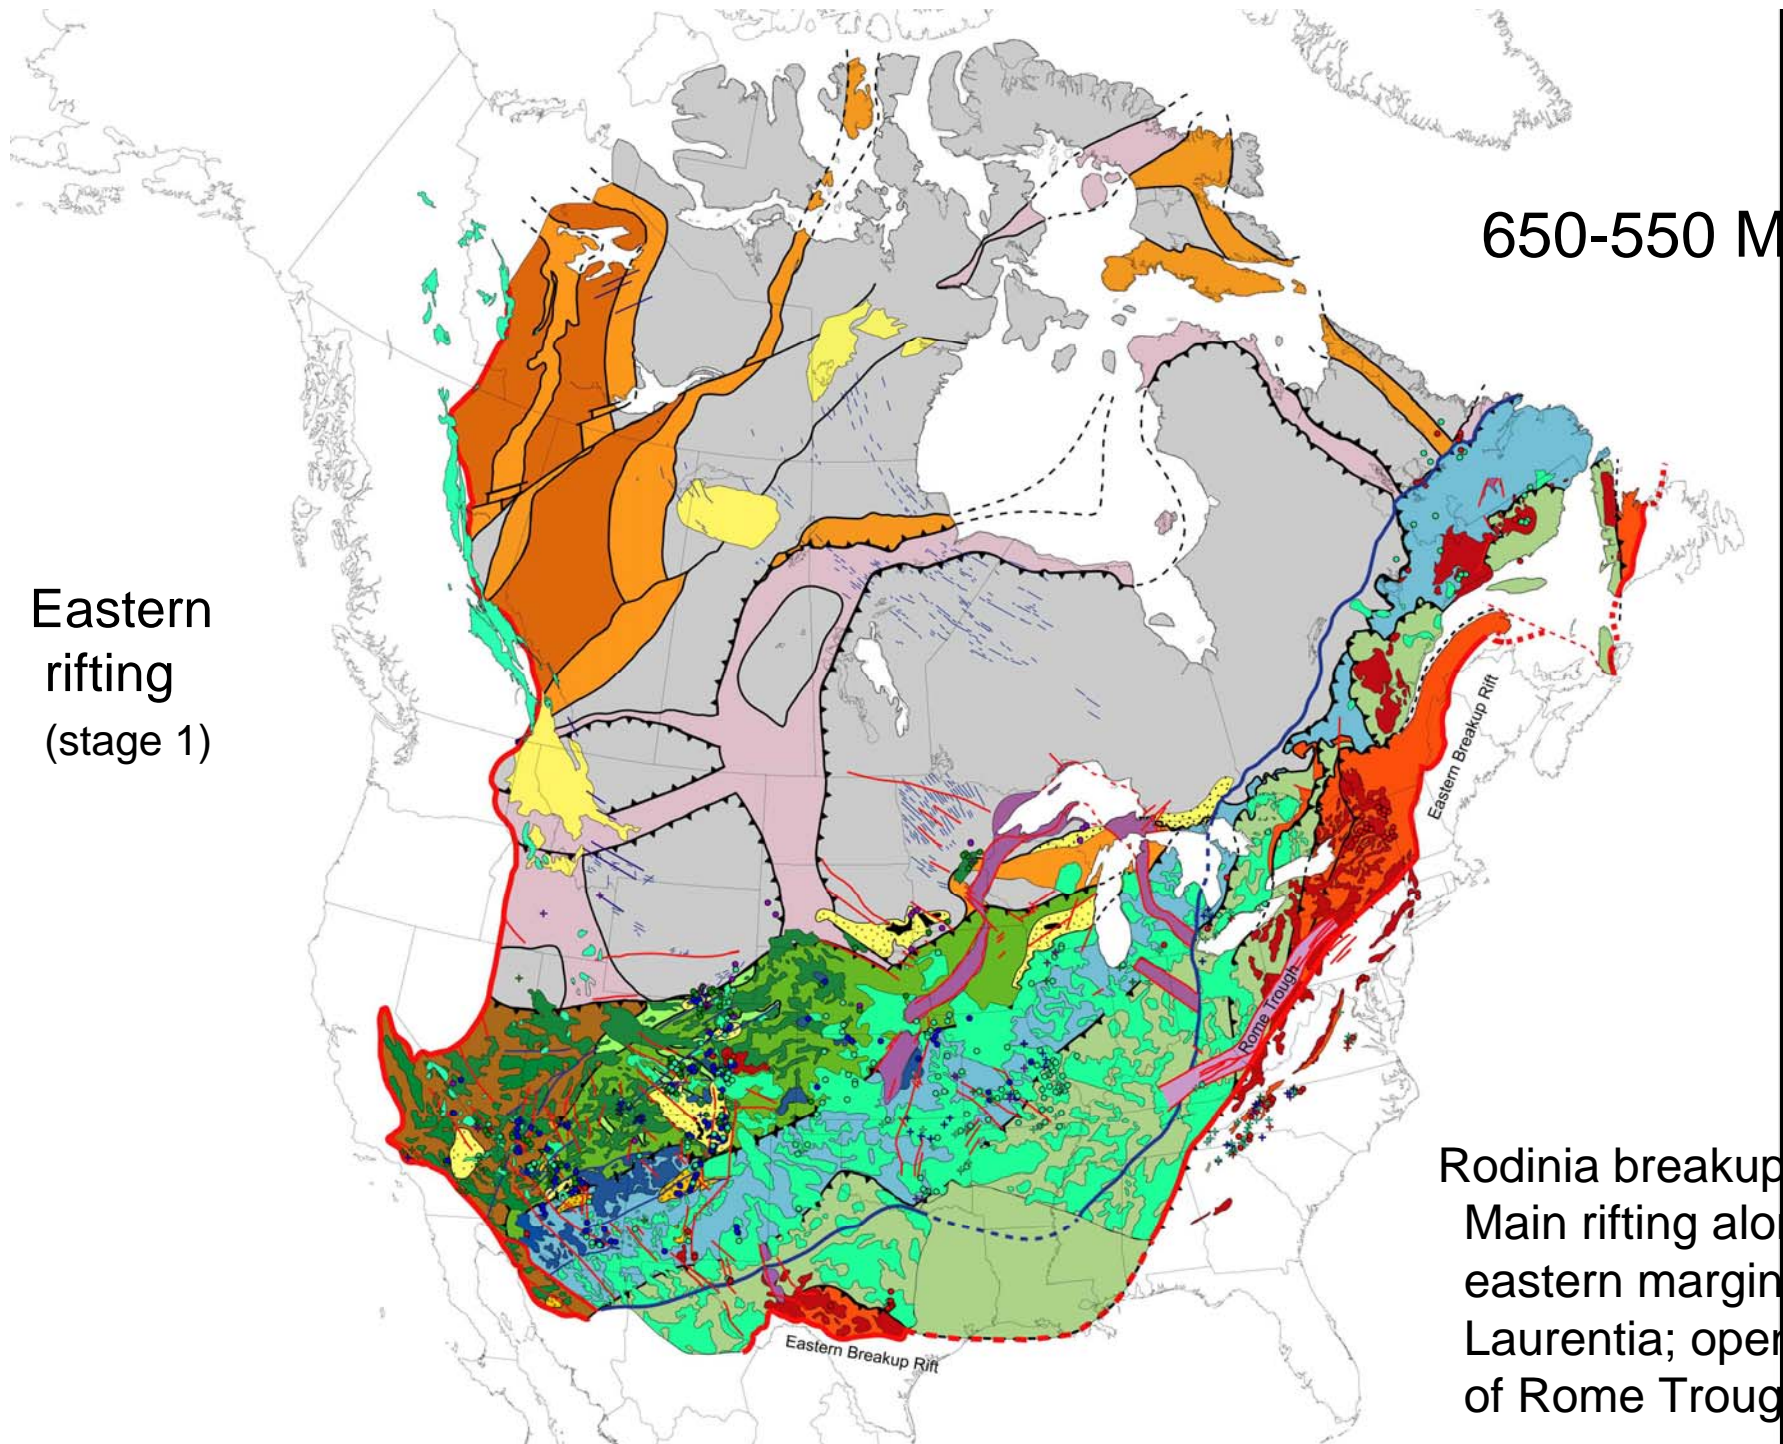 650-550 M
Eastern
rifting
(stage 1)
Eastern Breakup Rift
Rome Trough
Rodinia breakup
Main rifting alo
eastern margin
Laurentia; oper
of Rome Troug
Eastern Breakup Rift